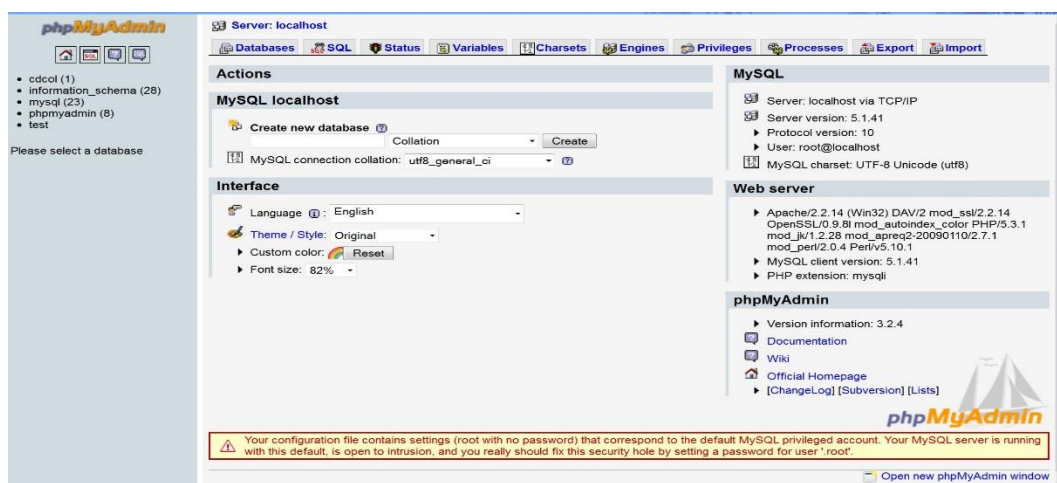 phpMyAdmin
SQL
cdcol (1)
information_schema (28)
mysql (23)
phpmyadmin (8)
test
Please select a database
Server: localhost
Databases SQL Status Variables Charsets Engines Privileges Processes Export Import
Actions
MySQL localhost
Create new database
Collation Create
MySQL connection collation: utf8_general_ci
Interface
Language : English
Theme / Style: Original
Custom color: Reset
Font size: 82%
MySQL
Server: localhost via TCP/IP
Server version: 5.1.41
Protocol version: 10
User: root@localhost
MySQL charset: UTF-8 Unicode (utf8)
Web server
Apache/2.2.14 (Win32) DAV/2 mod_ssl/2.2.14
OpenSSL/0.9.8l mod_autoindex_color PHP/5.3.1
mod_jk/1.2.28 mod_apreq2-20090110/2.7.1
mod_perl/2.0.4 Perl/v5.10.1
MySQL client version: 5.1.41
PHP extension: mysqli
phpMyAdmin
Version information: 3.2.4
Documentation
Wiki
Official Homepage
[ChangeLog] [Subversion] [Lists]
phpMyAdmin
Your configuration file contains settings (root with no password) that correspond to the default MySQL privileged account. Your MySQL server is running
with this default, is open to intrusion, and you really should fix this security hole by setting a password for user '.root'.
Open new phpMyAdmin window